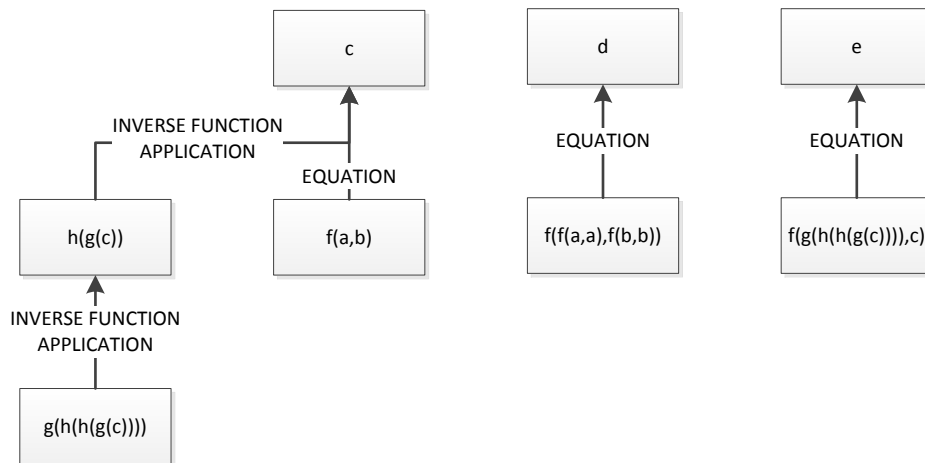 c
d
e
INVERSE FUNCTION
APPLICATION
EQUATION
EQUATION
EQUATION
h(g(c))
f(a,b)
f(f(a,a),f(b,b))
f(g(h(h(g(c)))),c)
INVERSE FUNCTION
APPLICATION
g(h(h(g(c))))